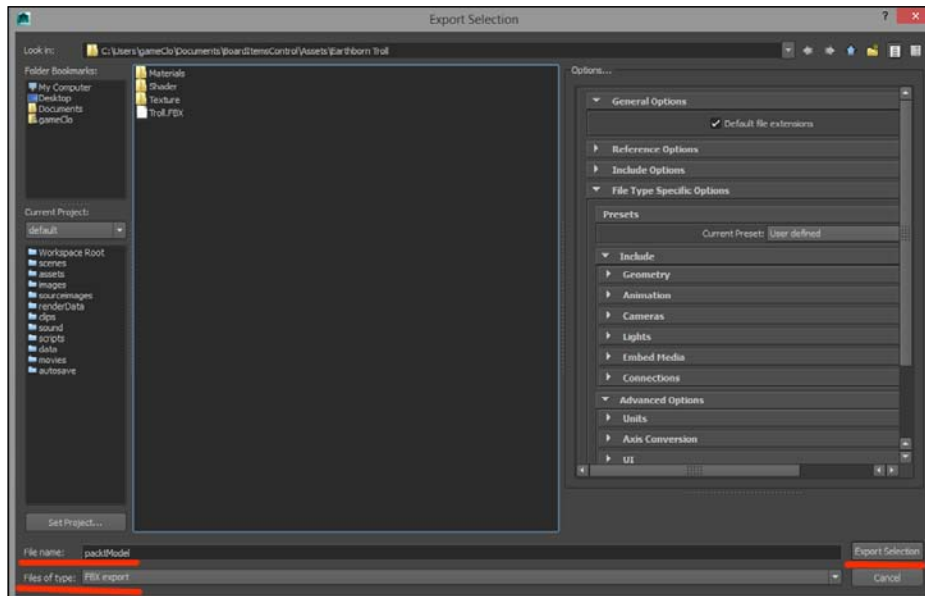 Export Selection
? x
Look in: C:\Users\gameClo\Documents\BoardItemsControl\Assets\Earthborn Troll
Folder Bookmarks:
My Computer
Desktop
Documents
gameClo
Current Project:
default
Workspace Root
scenes
assets
images
sourceimages
renderData
clips
sound
scripts
data
movies
autosave
Set Project...
Materials
Shader
Texture
Troll.FBX
Options...
General Options
Default file extensions
Reference Options
Include Options
File Type Specific Options
Presets
Current Preset: User defined
Include
Geometry
Animation
Cameras
Lights
Embed Media
Connections
Advanced Options
Units
Axis Conversion
UI
File name: packtModel
Export Selection
Files of type: FBX export
Cancel